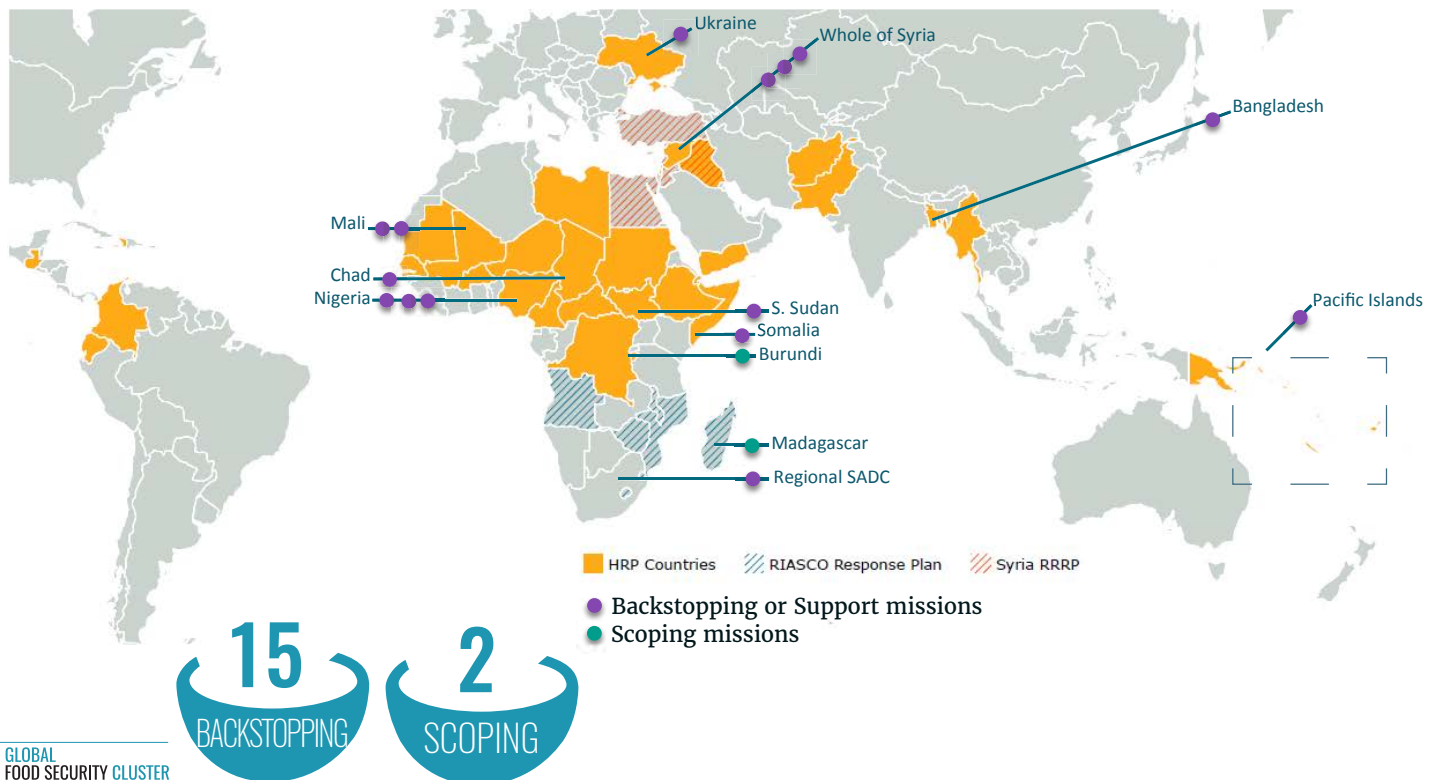 Ukraine
Whole of Syria
Bangladesh
Mali
Chad
Nigeria
S. Sudan
Somalia
Burundi
Pacific Islands
Madagascar
Regional SADC
HRP Countries
RIASCO Response Plan
Syria RRRP
Backstopping or Support missions
Scoping missions
15
BACKSTOPPING
2
SCOPING
GLOBAL
FOOD SECURITY CLUSTER